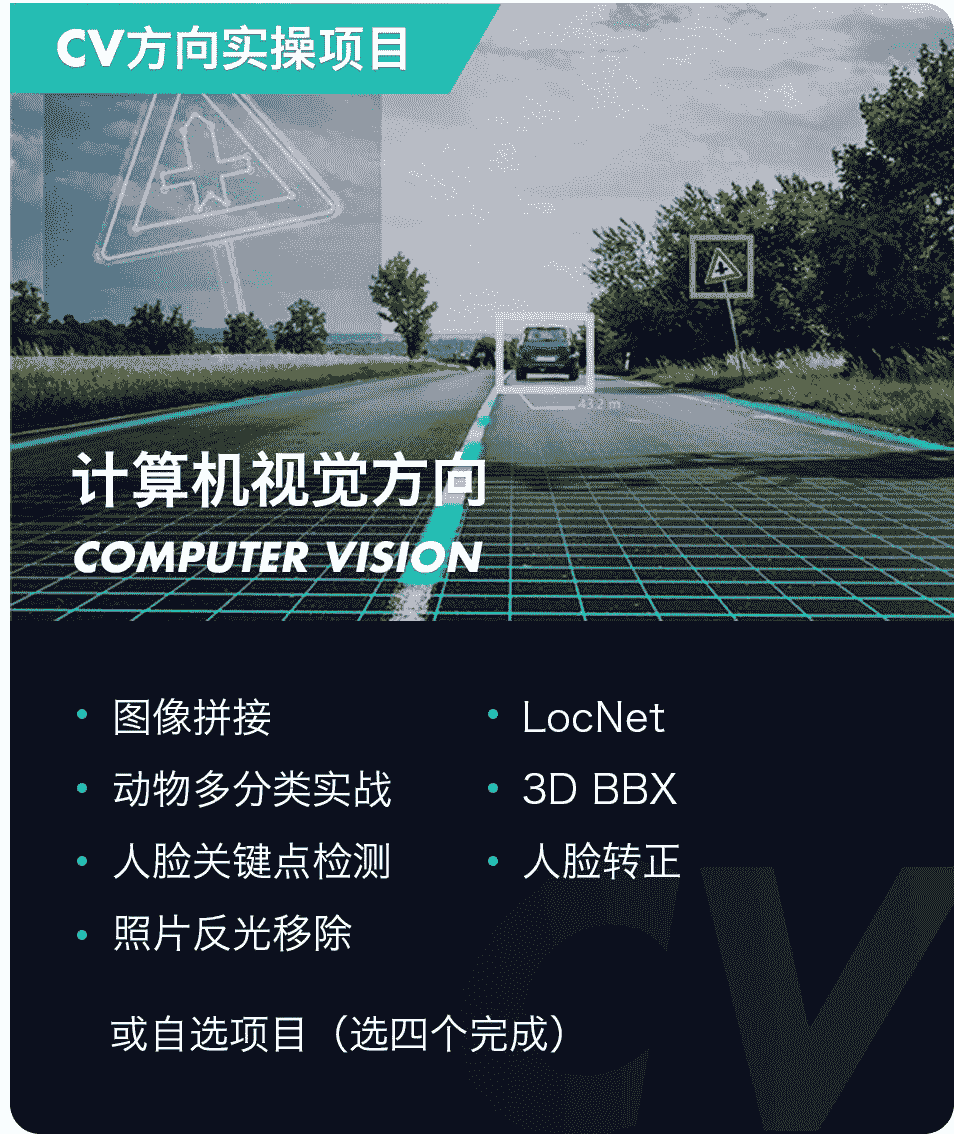 CV方向实操项目
43.2 m
计算机视觉方向
COMPUTER VISION
图像拼接
动物多分类实战
人脸关键点检测
照片反光移除
LocNet
3D BBX
人脸转正
或自选项目（选四个完成）
CV